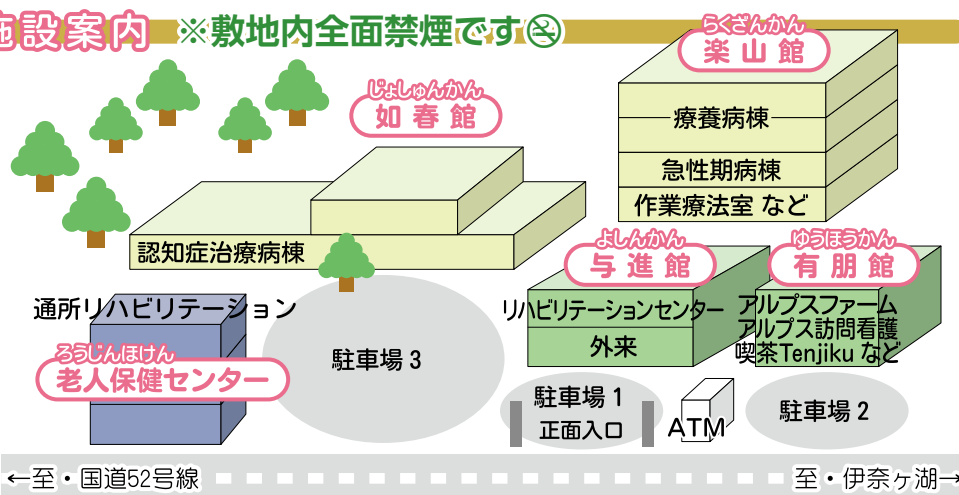 施設案内 ※敷地内全面禁煙です
らくざんかん
楽山館
療養病棟
急性期病棟
作業療法室 など
じょしゅんかん
如春館
認知症治療病棟
よしんかん
与進館
リハビリテーションセンター
外来
ゆうほうかん
有朋館
アルプスファーム
アルプス訪問看護
喫茶Tenjiku など
通所リハビリテーション
ろうじんほけん
老人保健センター
駐車場 3
駐車場 1
正面入口
ATM
駐車場 2
←至・国道52号線
至・伊奈ヶ湖→